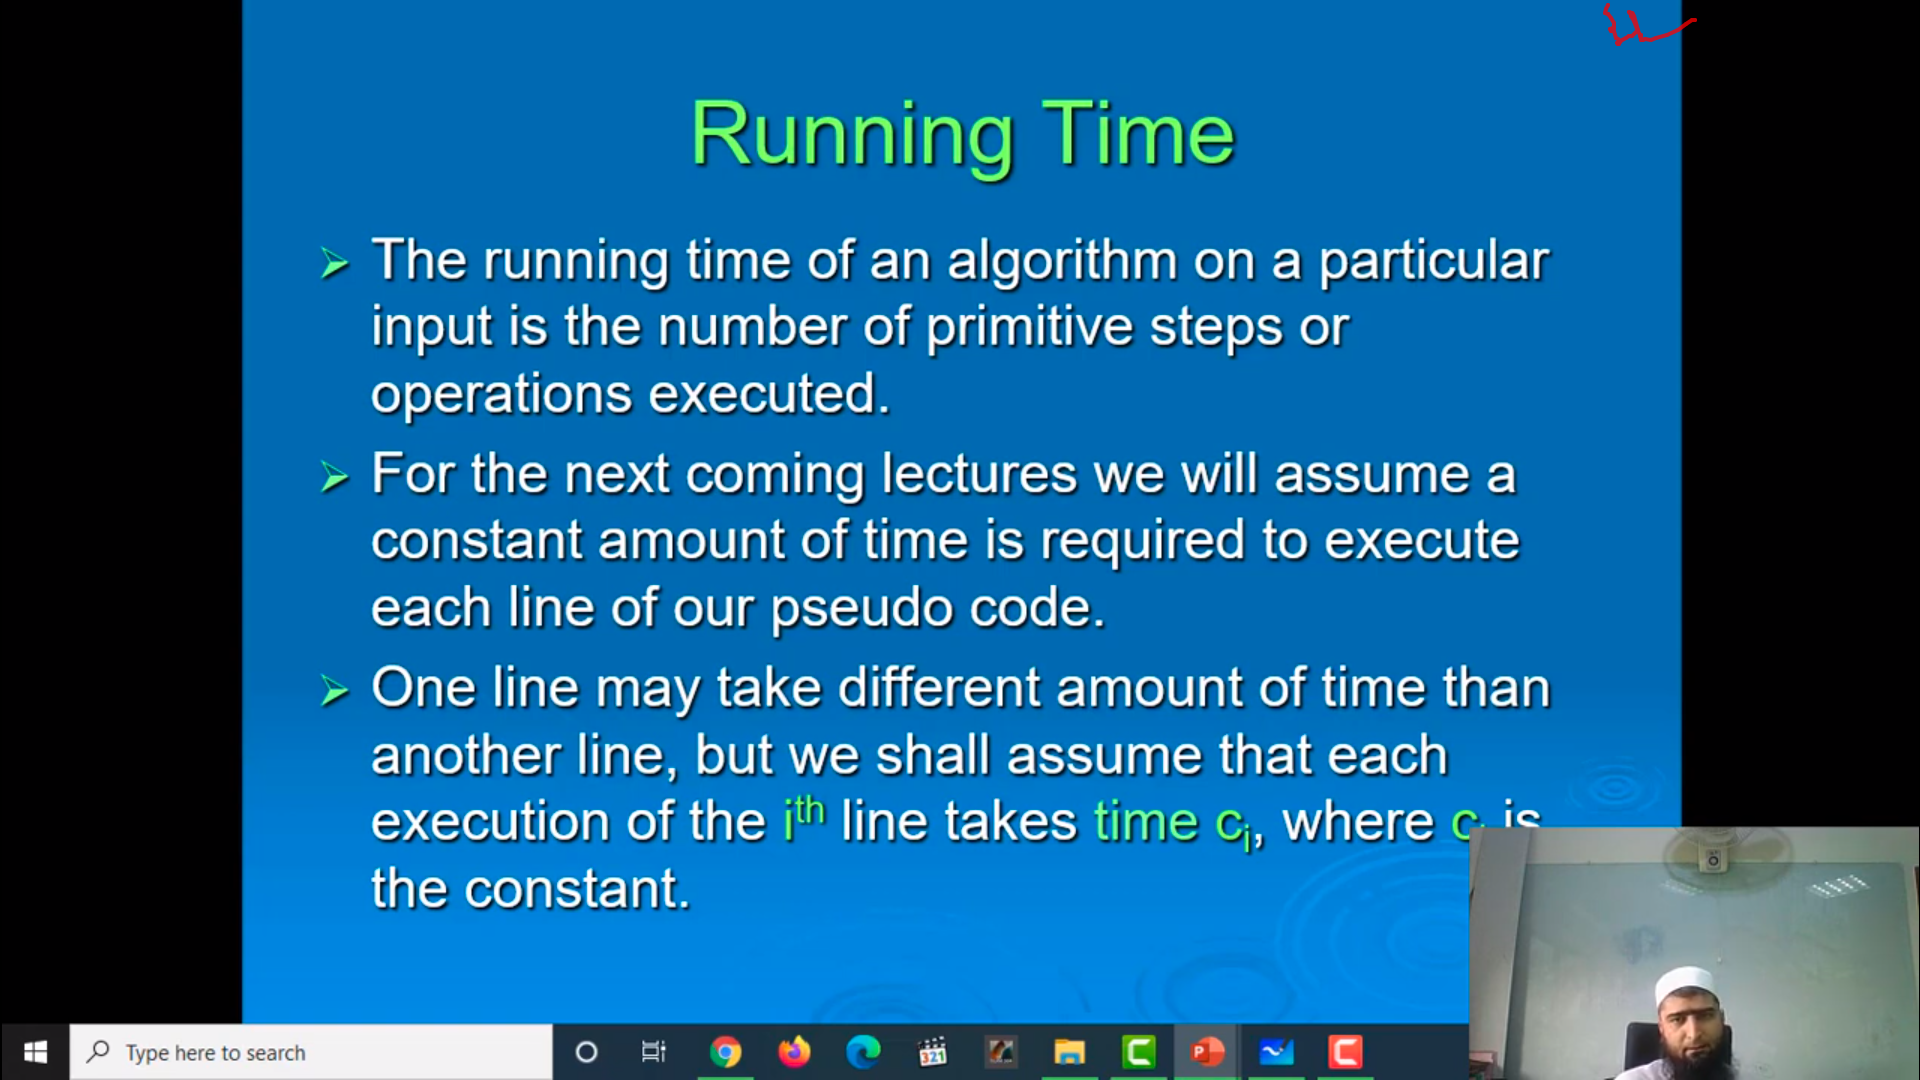 Running Time
The running time of an algorithm on a particular
input is the number of primitive steps or
operations executed.
For the next coming lectures we will assume a
constant amount of time is required to execute
each line of our pseudo code.
One line may take different amount of time than
another line, but we shall assume that each
execution of the ith line takes time ci, where c is
the constant.
Type here to search
321